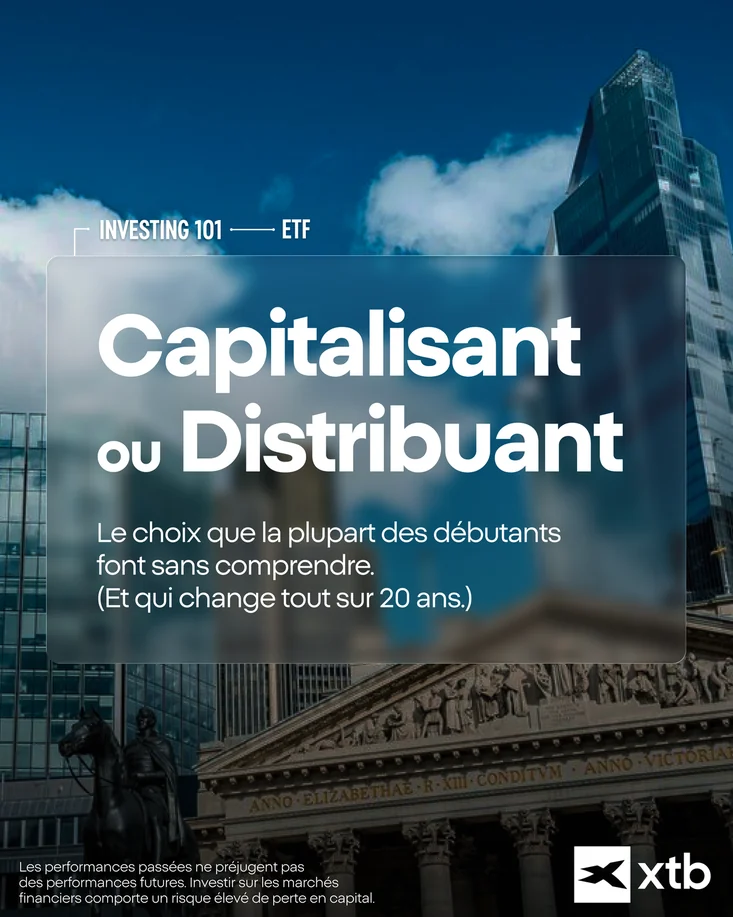 INVESTING 101 ETF
Capitalisant
ou Distribuant
Le choix que la plupart des débutants
font sans comprendre.
(Et qui change tout sur 20 ans.)
ANNO · ELIZABETHAE · R · XIII · CONDITVM · ANNO · VICTORIAE
Les performances passées ne préjugent pas
des performances futures. Investir sur les marchés
financiers comporte un risque élevé de perte en capital.
xtb